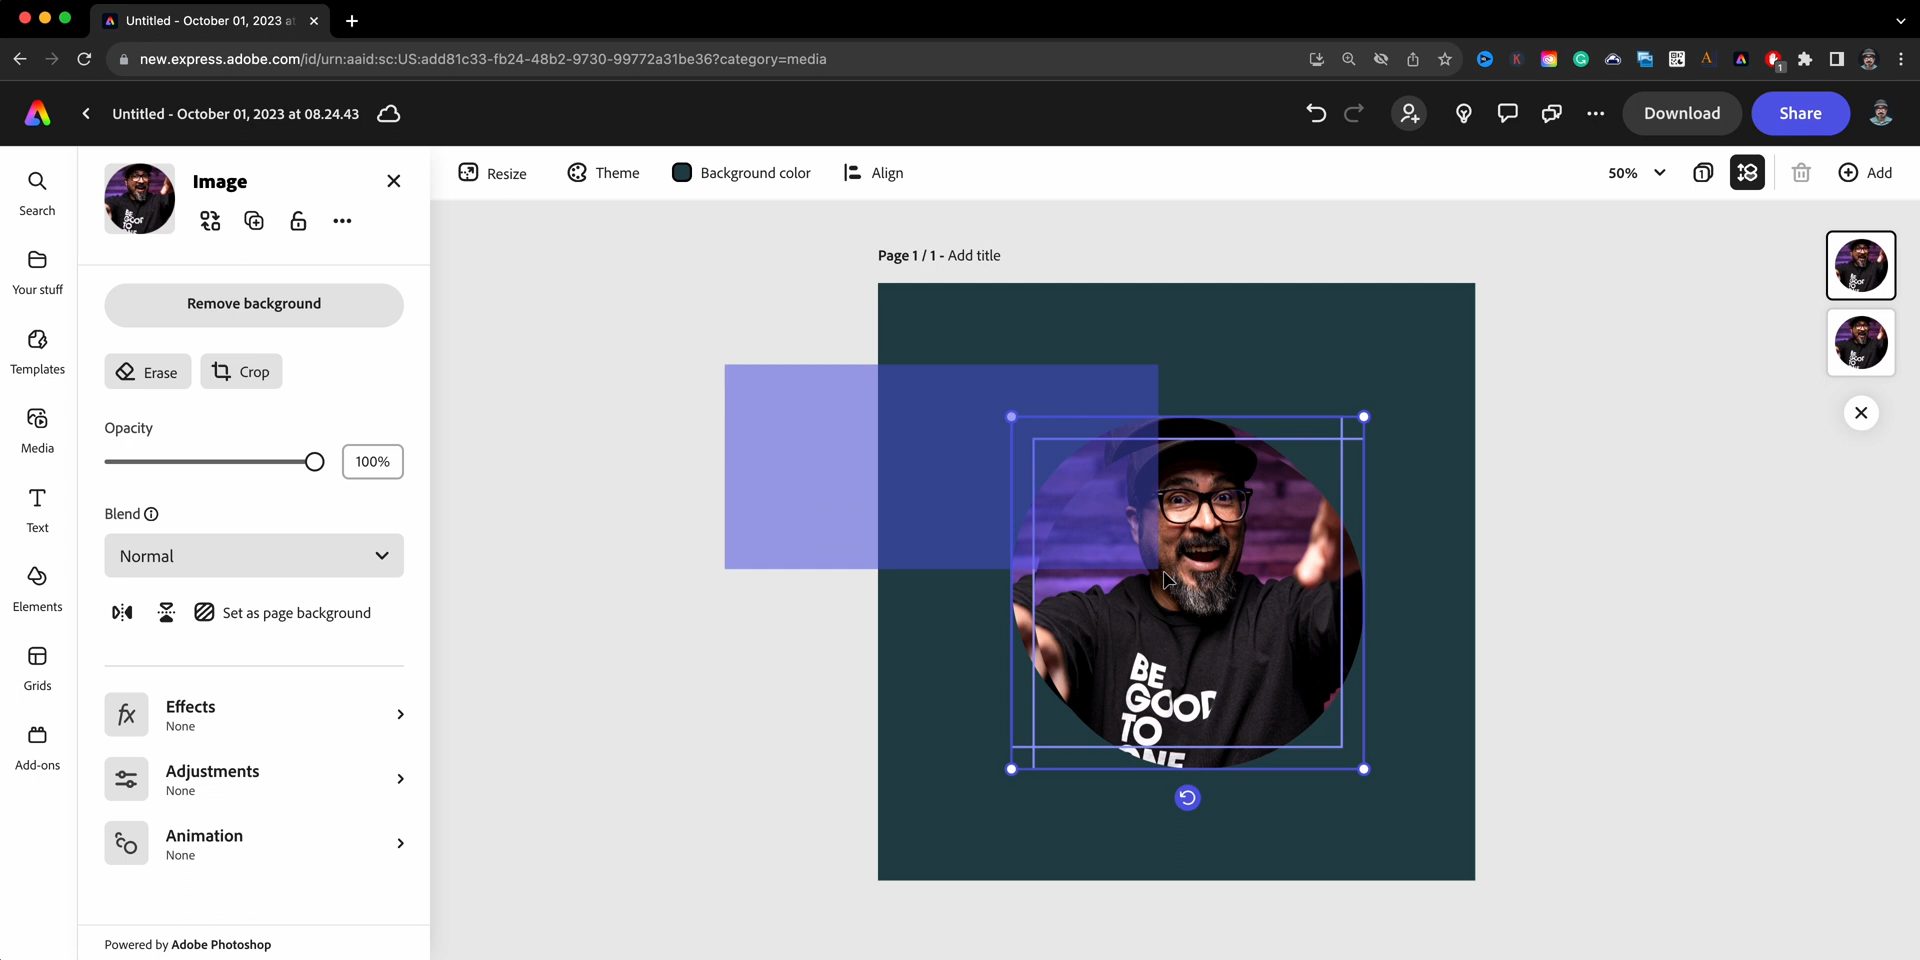 Untitled - October 01, 2023 at
new.express.adobe.com/id/urn:aaid:sc:US:add81c33-fb24-48b2-9730-99772a31be36?category=media
1
Untitled - October 01, 2023 at 08.24.43
Download
Share
Search
Your stuff
Templates
Media
Text
Elements
Grids
Add-ons
Image
Remove background
Erase
Crop
Opacity
100%
Blend
Normal
Set as page background
Effects
None
Adjustments
None
Animation
None
Powered by Adobe Photoshop
Resize
Theme
Background color
Align
50%
1
Add
Page 1 / 1 - Add title
BE
GOOD
TO
ONE